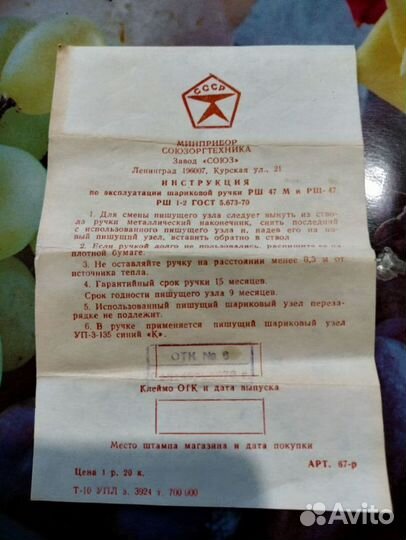 СССР
МИНПРИБОР
СОЮЗОРГТЕХНИКА
Завод «СОЮЗ»
Ленинград 196007, Курская ул., 21
ИНСТРУКЦИЯ
по эксплуатации шариковой ручки РШ 47 М и РШ-47
РШ 1-2 ГОСТ 5.673-70
1. Для смены пишущего узла следует вынуть из ство-
ла ручки металлический наконечник, снять последний
с использованного пишущего узла и, надев его на но-
вый пишущий узел, вставить обратно в ствол
2. Если ручкой долго не пользовались, распишите ее на
плотной бумаге.
3. Не оставляйте ручку на расстоянии менее 0,3 м от
источника тепла.
4. Гарантийный срок ручки 15 месяцев.
Срок годности пишущего узла 9 месяцев.
5. Использованный пишущий шариковый узел переза-
рядке не подлежит.
6. В ручке применяется пишущий шариковый узел
УП-3-135 синий «К».
ОТК № 6
Клеймо ОТК и дата выпуска
Место штампа магазина и дата покупки
Цена 1 р. 20 к.
АРТ. 67-р
Т-10 УПЛ з. 3924 т. 700 000
Avito